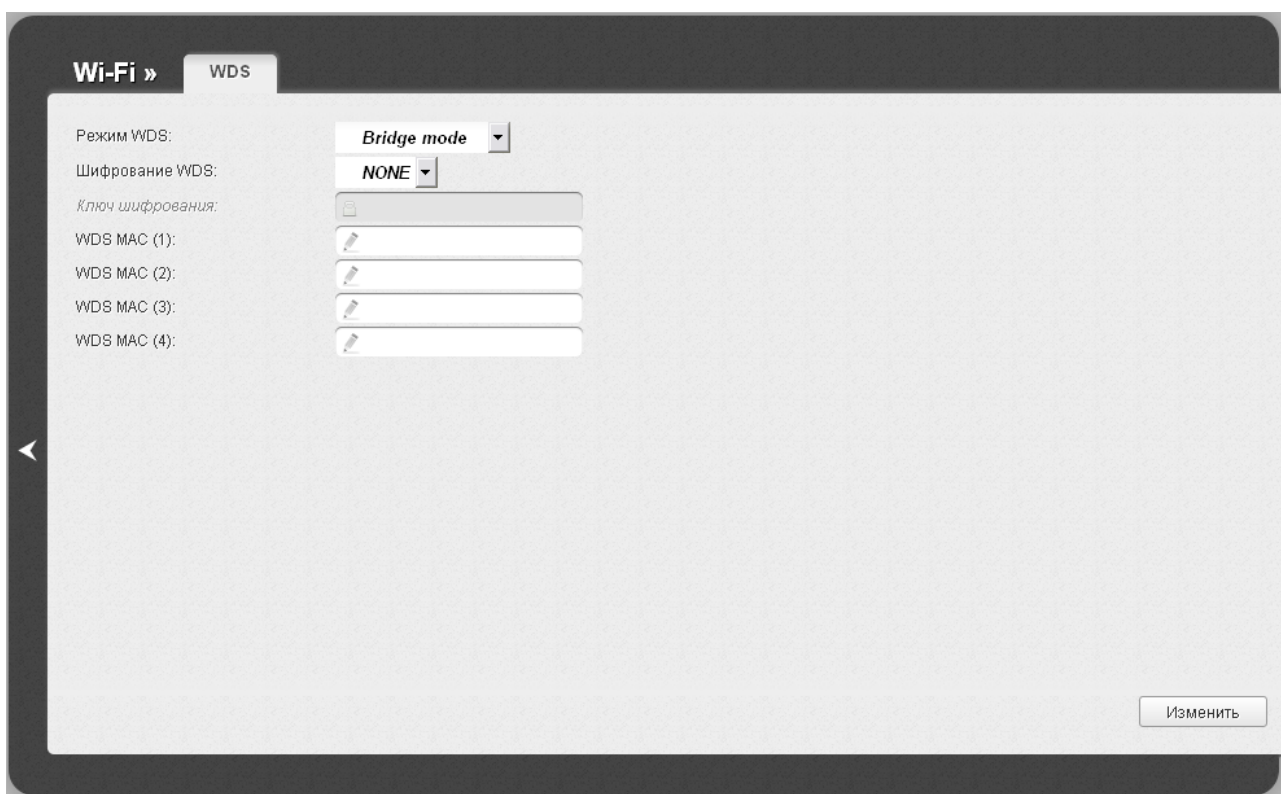 Wi-Fi » WDS
Режим WDS: Bridge mode
Шифрование WDS: NONE
Ключ шифрования:
WDS MAC (1):
WDS MAC (2):
WDS MAC (3):
WDS MAC (4):
Изменить